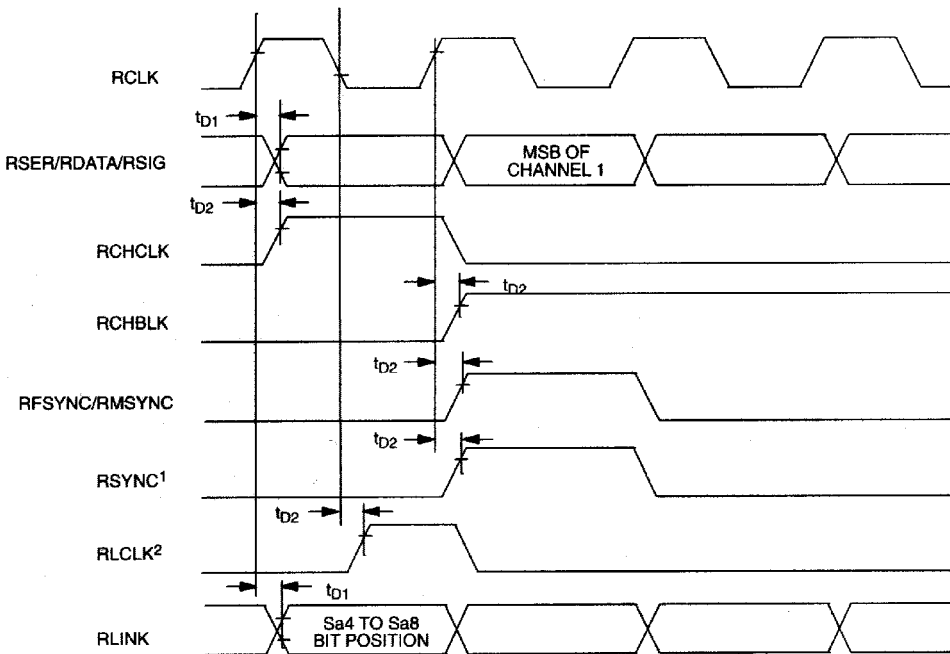 RCLK
tD1
RSER/RDATA/RSIG
MSB OF
CHANNEL 1
tD2
RCHCLK
tD2
RCHBLK
tD2
RFSYNC/RMSYNC
tD2
RSYNC1
tD2
RLCLK2
tD1
RLINK
Sa4 TO Sa8
BIT POSITION